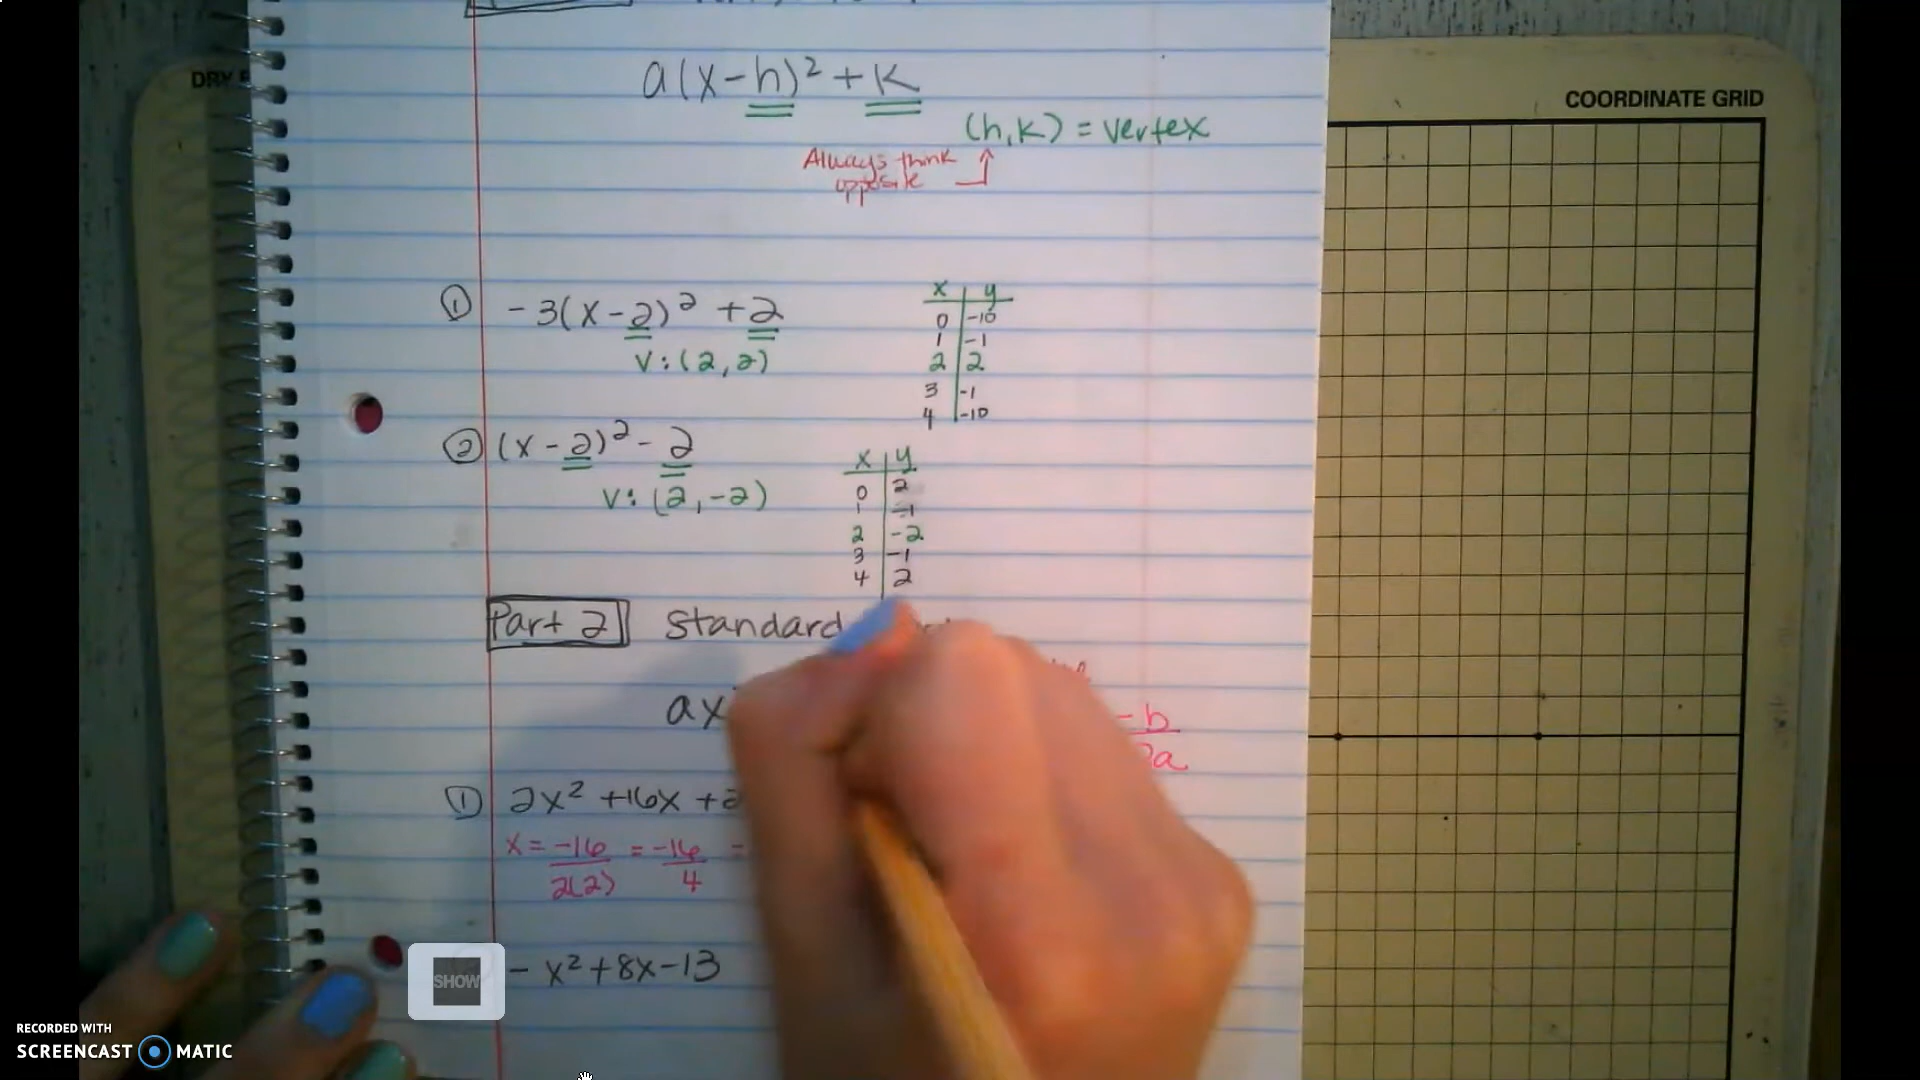 DRY
COORDINATE GRID
a(x-h)² + k
(h,k) = vertex
Always think
opposite
① -3(x-2)² +2
v: (2,2)
x y
0 -10
1 -1
2 2
3 -1
4 -10
② (x-2)² - 2
v: (2,-2)
x y
0 2
1 -1
2 -2
3 -1
4 2
Part 2 Standard
ax
-b
2a
① 2x² +16x +2
x = -16 = -16 =
2(2) 4
- x² +8x-13
SHOW
RECORDED WITH
SCREENCAST MATIC